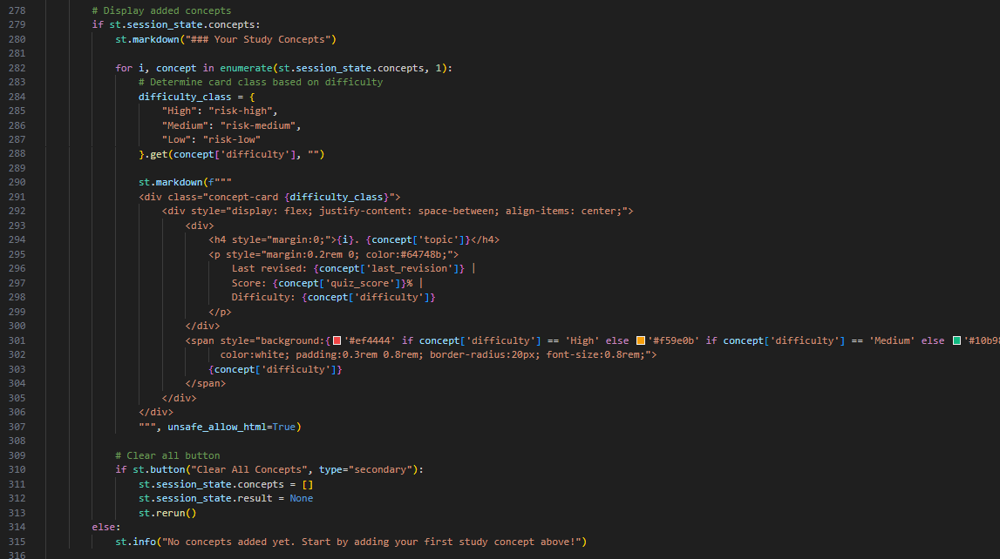 278 # Display added concepts
279 if st.session_state.concepts:
280 st.markdown("### Your Study Concepts")
281
282 for i, concept in enumerate(st.session_state.concepts, 1):
283 # Determine card class based on difficulty
284 difficulty_class = {
285 "High": "risk-high",
286 "Medium": "risk-medium",
287 "Low": "risk-low"
288 }.get(concept['difficulty'], "")
289
290 st.markdown(f"""
291 <div class="concept-card {difficulty_class}">
292 <div style="display: flex; justify-content: space-between; align-items: center;">
293 <div>
294 <h4 style="margin:0;">{i}. {concept['topic']}</h4>
295 <p style="margin:0.2rem 0; color:#64748b;">
296 Last revised: {concept['last_revision']} |
297 Score: {concept['quiz_score']}% |
298 Difficulty: {concept['difficulty']}
299 </p>
300 </div>
301 <span style="background:{'#ef4444' if concept['difficulty'] == 'High' else '#f59e0b' if concept['difficulty'] == 'Medium' else '#10b9
302 color:white; padding:0.3rem 0.8rem; border-radius:20px; font-size:0.8rem;">
303 {concept['difficulty']}
304 </span>
305 </div>
306 </div>
307 """, unsafe_allow_html=True)
308
309 # Clear all button
310 if st.button("Clear All Concepts", type="secondary"):
311 st.session_state.concepts = []
312 st.session_state.result = None
313 st.rerun()
314 else:
315 st.info("No concepts added yet. Start by adding your first study concept above!")
316